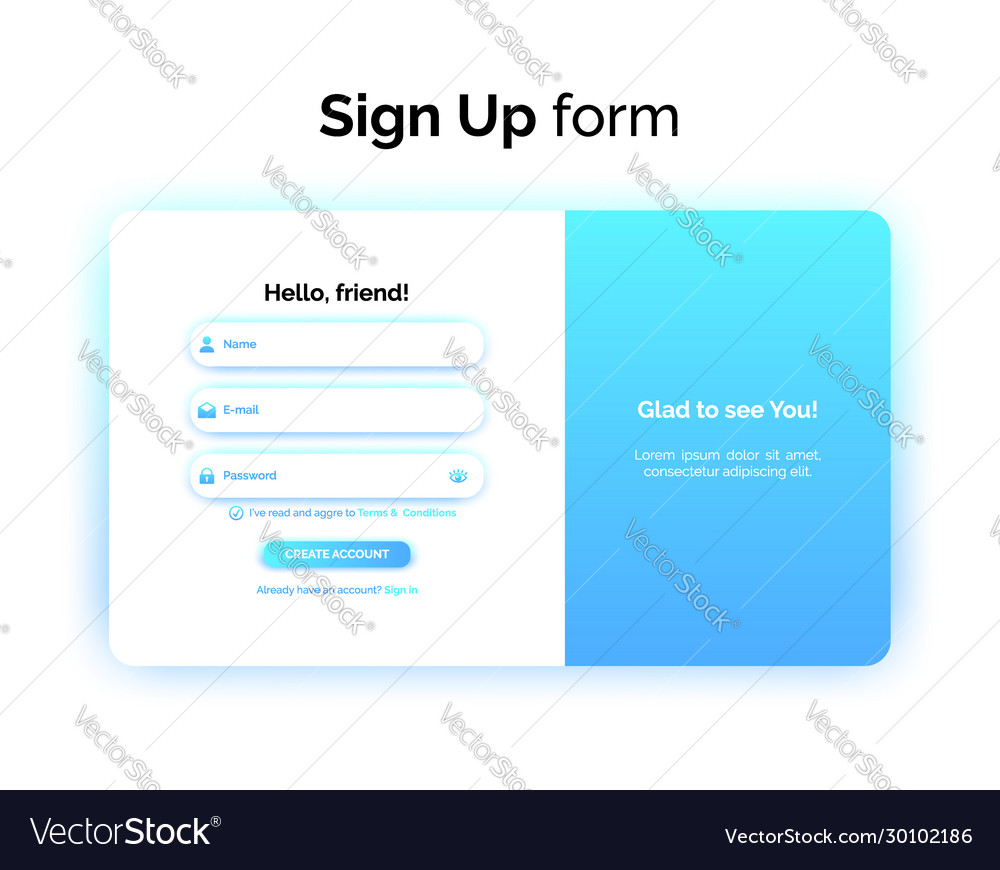 Sign Up form
Hello, friend!
Name
E-mail
Password
I've read and aggre to Terms & Conditions
CREATE ACCOUNT
Already have an account? Sign in
Glad to see You!
Lorem ipsum dolor sit amet,
consectetur adipiscing elit.
VectorStock®
VectorStock.com/30102186